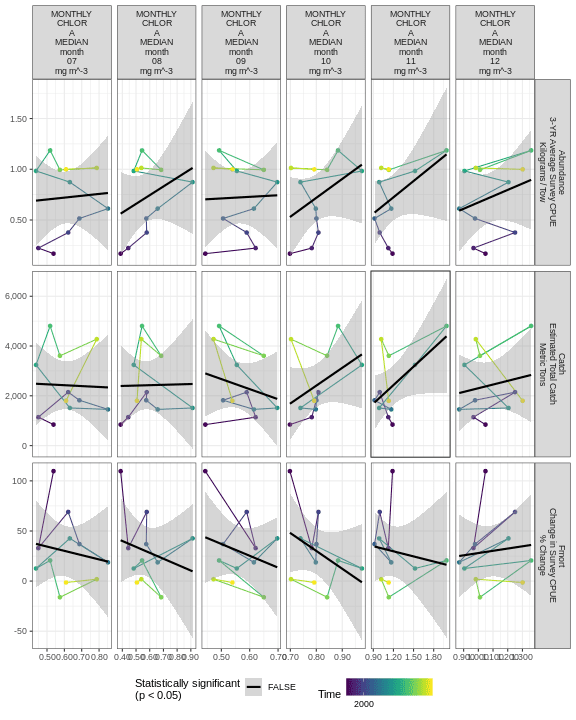 MONTHLY
CHLOR
A
MEDIAN
month
07
mg m^-3
MONTHLY
CHLOR
A
MEDIAN
month
08
mg m^-3
MONTHLY
CHLOR
A
MEDIAN
month
09
mg m^-3
MONTHLY
CHLOR
A
MEDIAN
month
10
mg m^-3
MONTHLY
CHLOR
A
MEDIAN
month
11
mg m^-3
MONTHLY
CHLOR
A
MEDIAN
month
12
mg m^-3
1.50
1.00
0.50
Abundance
3-YR Average Survey CPUE
Kilograms / Tow
6,000
4,000
2,000
0
Catch
Estimated Total Catch
Metric Tons
100
50
0
-50
Fmort
Change in Survey CPUE
% Change
0.50 0.60 0.70 0.80
0.40 0.50 0.60 0.70 0.80 0.90
0.50 0.60 0.70
0.70 0.80 0.90
0.90 1.20 1.50 1.80
0.90 1.00 1.10 1.20 1.30
Statistically significant
(p < 0.05)
FALSE
Time
2000